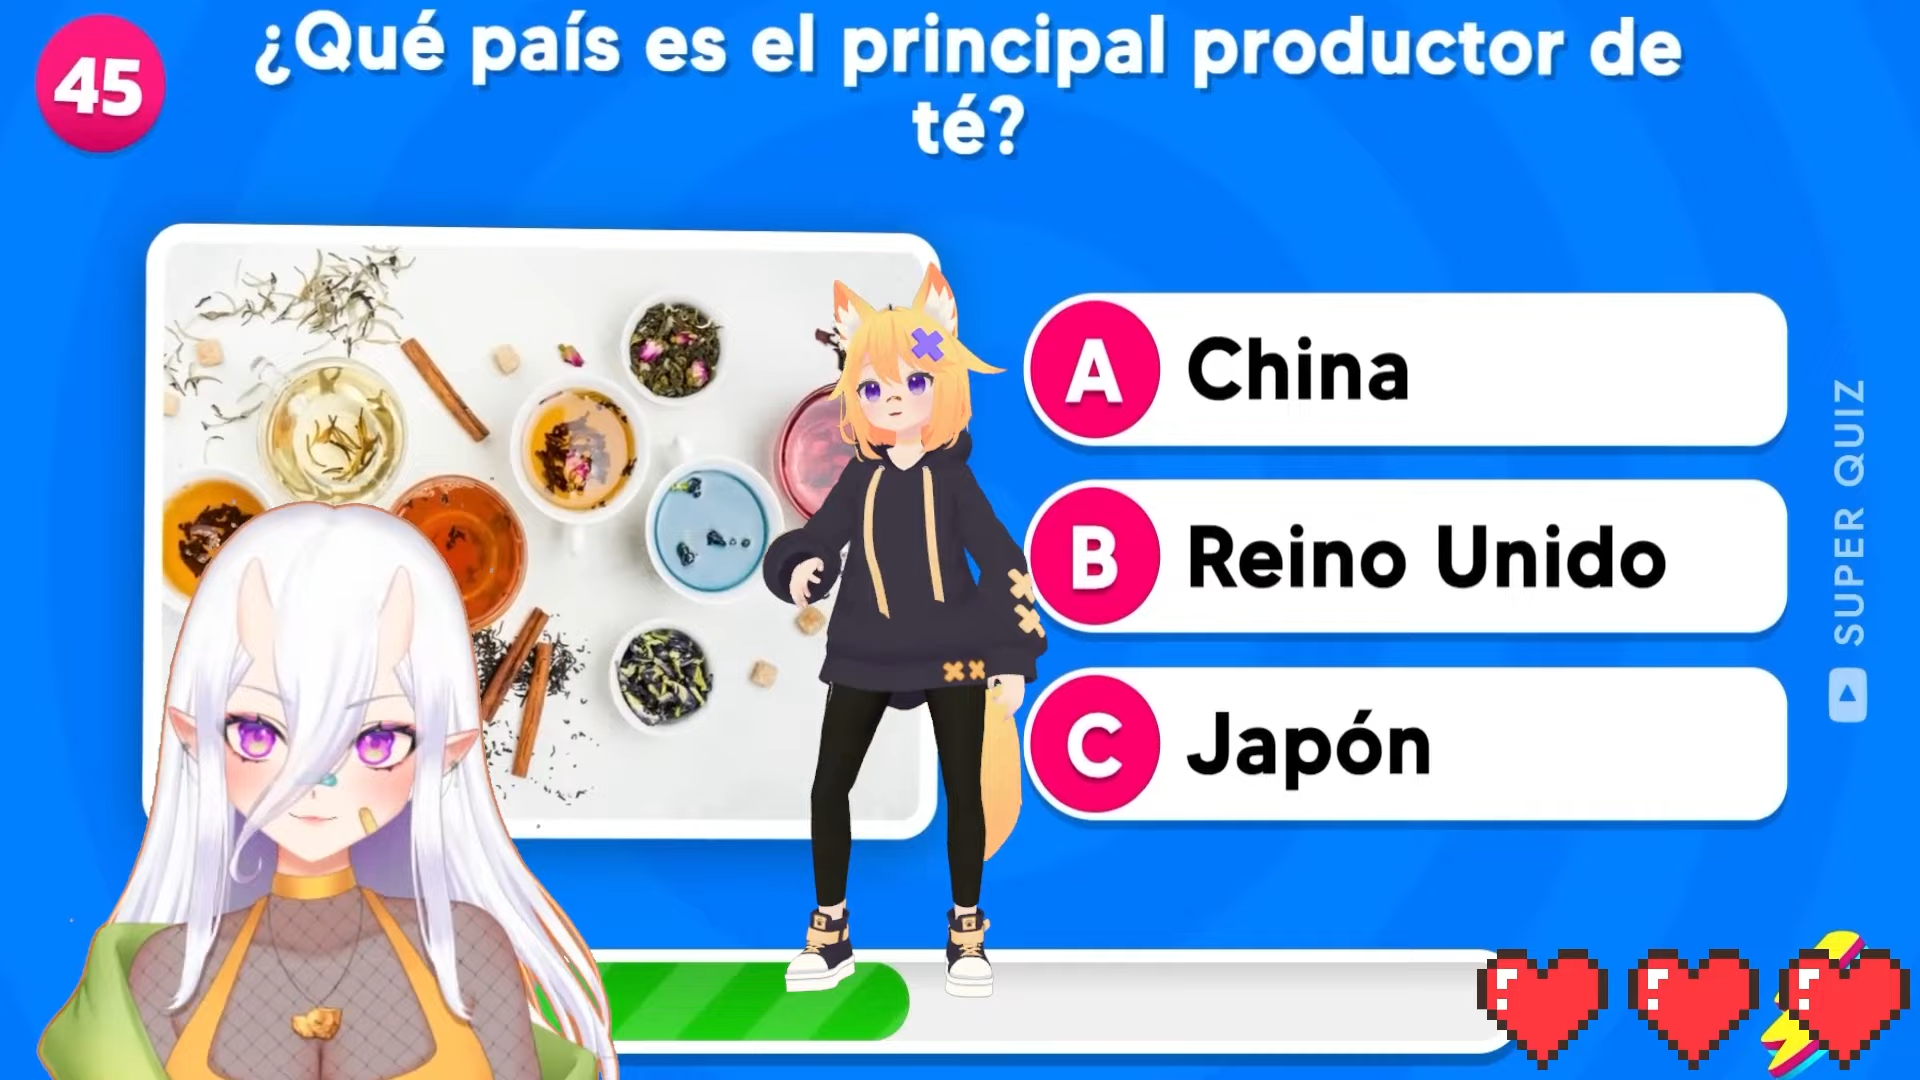 45
¿Qué país es el principal productor de
té?
A China
B Reino Unido
C Japón
SUPER QUIZ